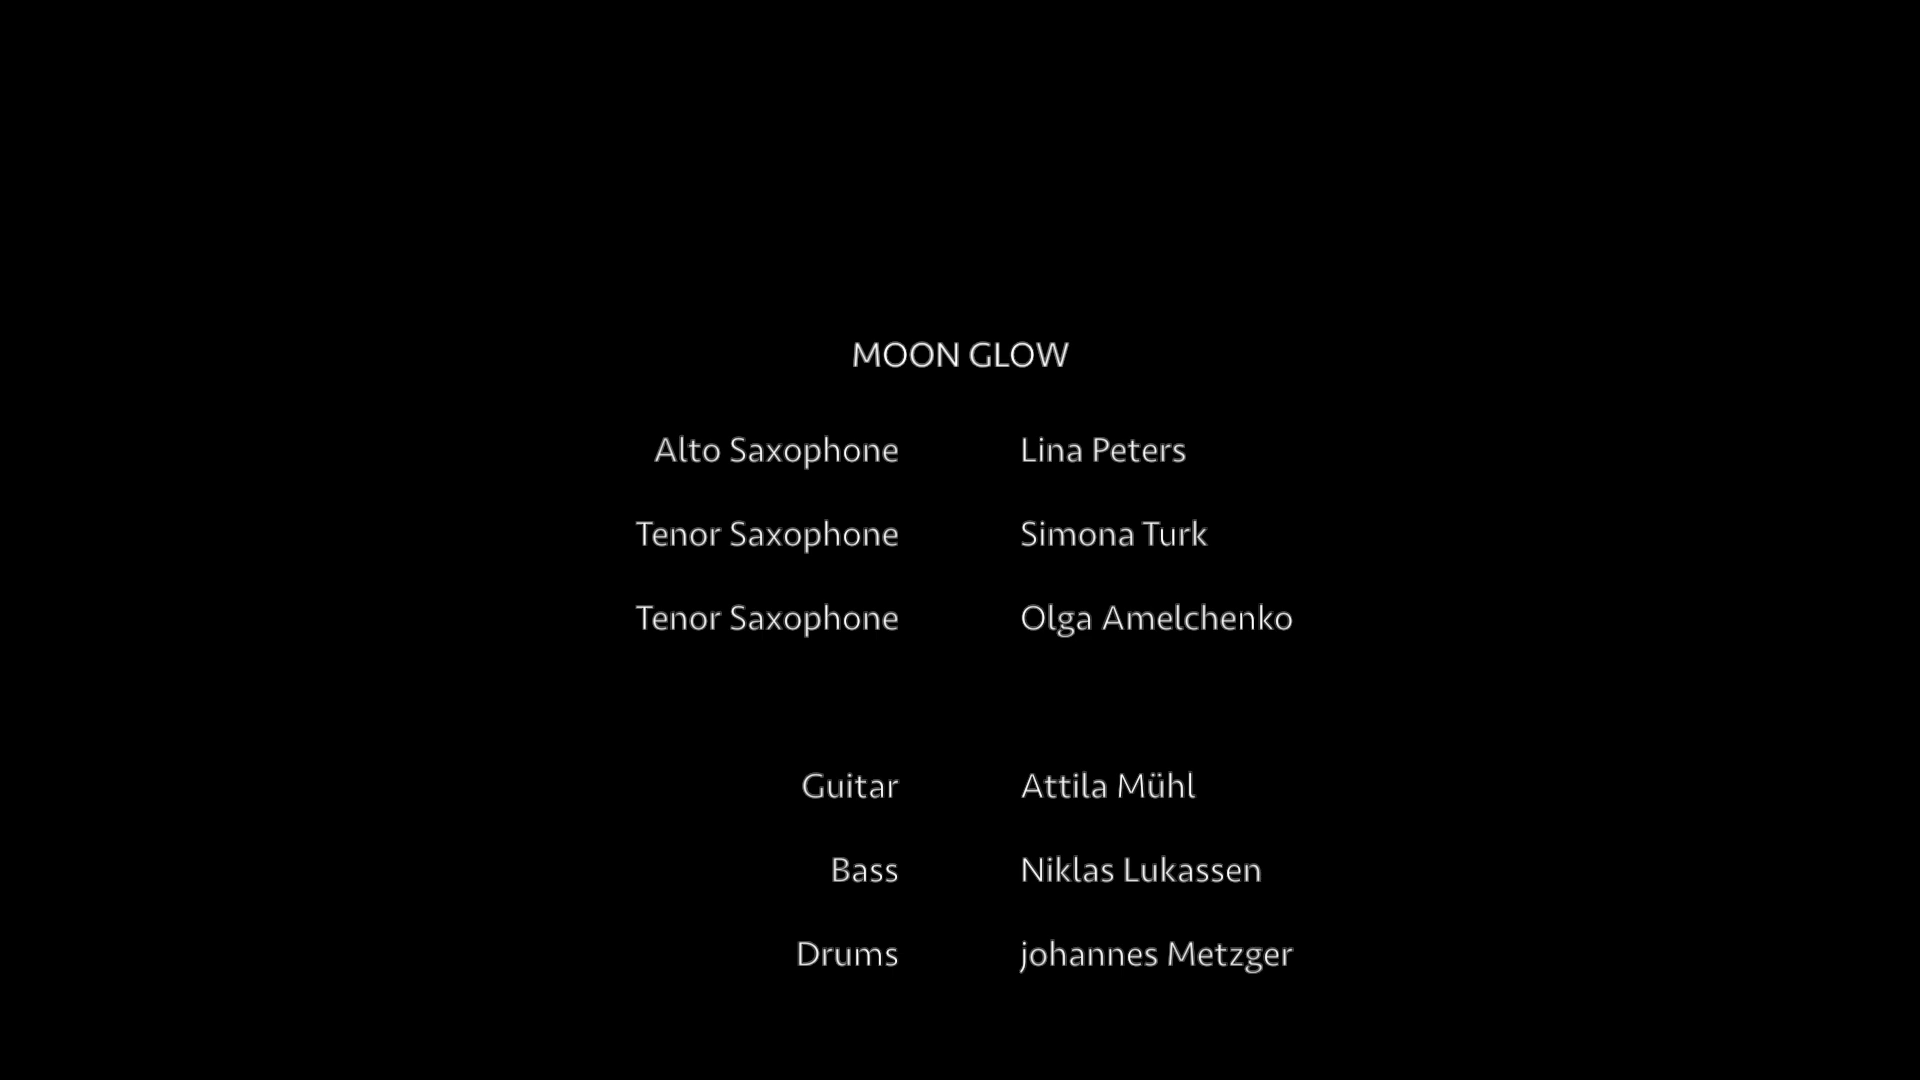 MOON GLOW
Alto Saxophone Lina Peters
Tenor Saxophone Simona Turk
Tenor Saxophone Olga Amelchenko
Guitar Attila Mühl
Bass Niklas Lukassen
Drums johannes Metzger